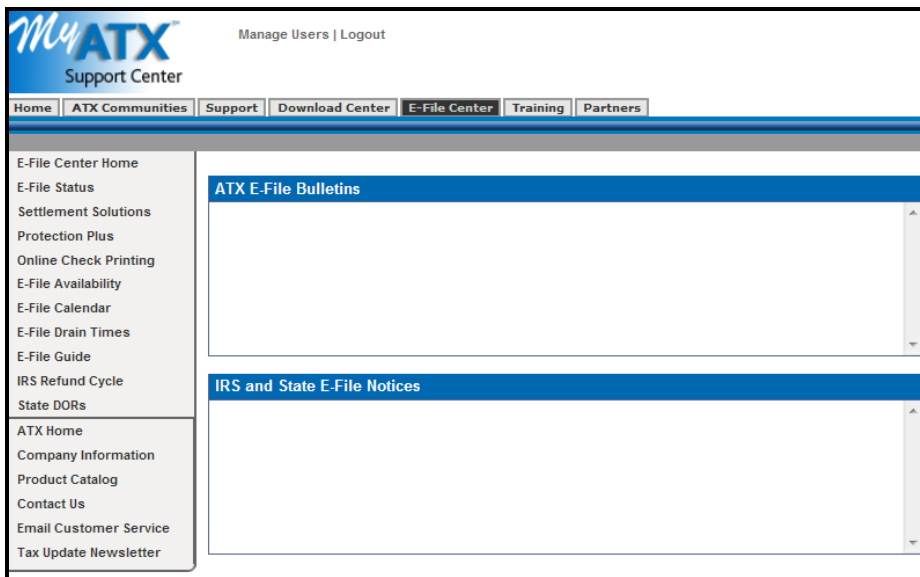 MyATX™
Support Center
Manage Users | Logout
Home ATX Communities Support Download Center E-File Center Training Partners
E-File Center Home
E-File Status
Settlement Solutions
Protection Plus
Online Check Printing
E-File Availability
E-File Calendar
E-File Drain Times
E-File Guide
IRS Refund Cycle
State DORs
ATX Home
Company Information
Product Catalog
Contact Us
Email Customer Service
Tax Update Newsletter
ATX E-File Bulletins
IRS and State E-File Notices